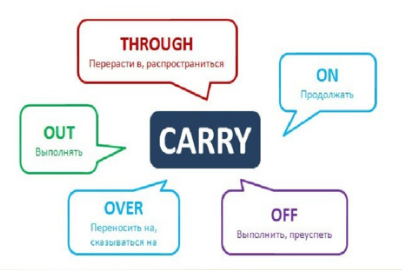 THROUGH
Перерасти в, распространиться
ON
Продолжать
OUT
Выполнять
CARRY
OVER
Переносить на,
сказываться на
OFF
Выполнить, преуспеть